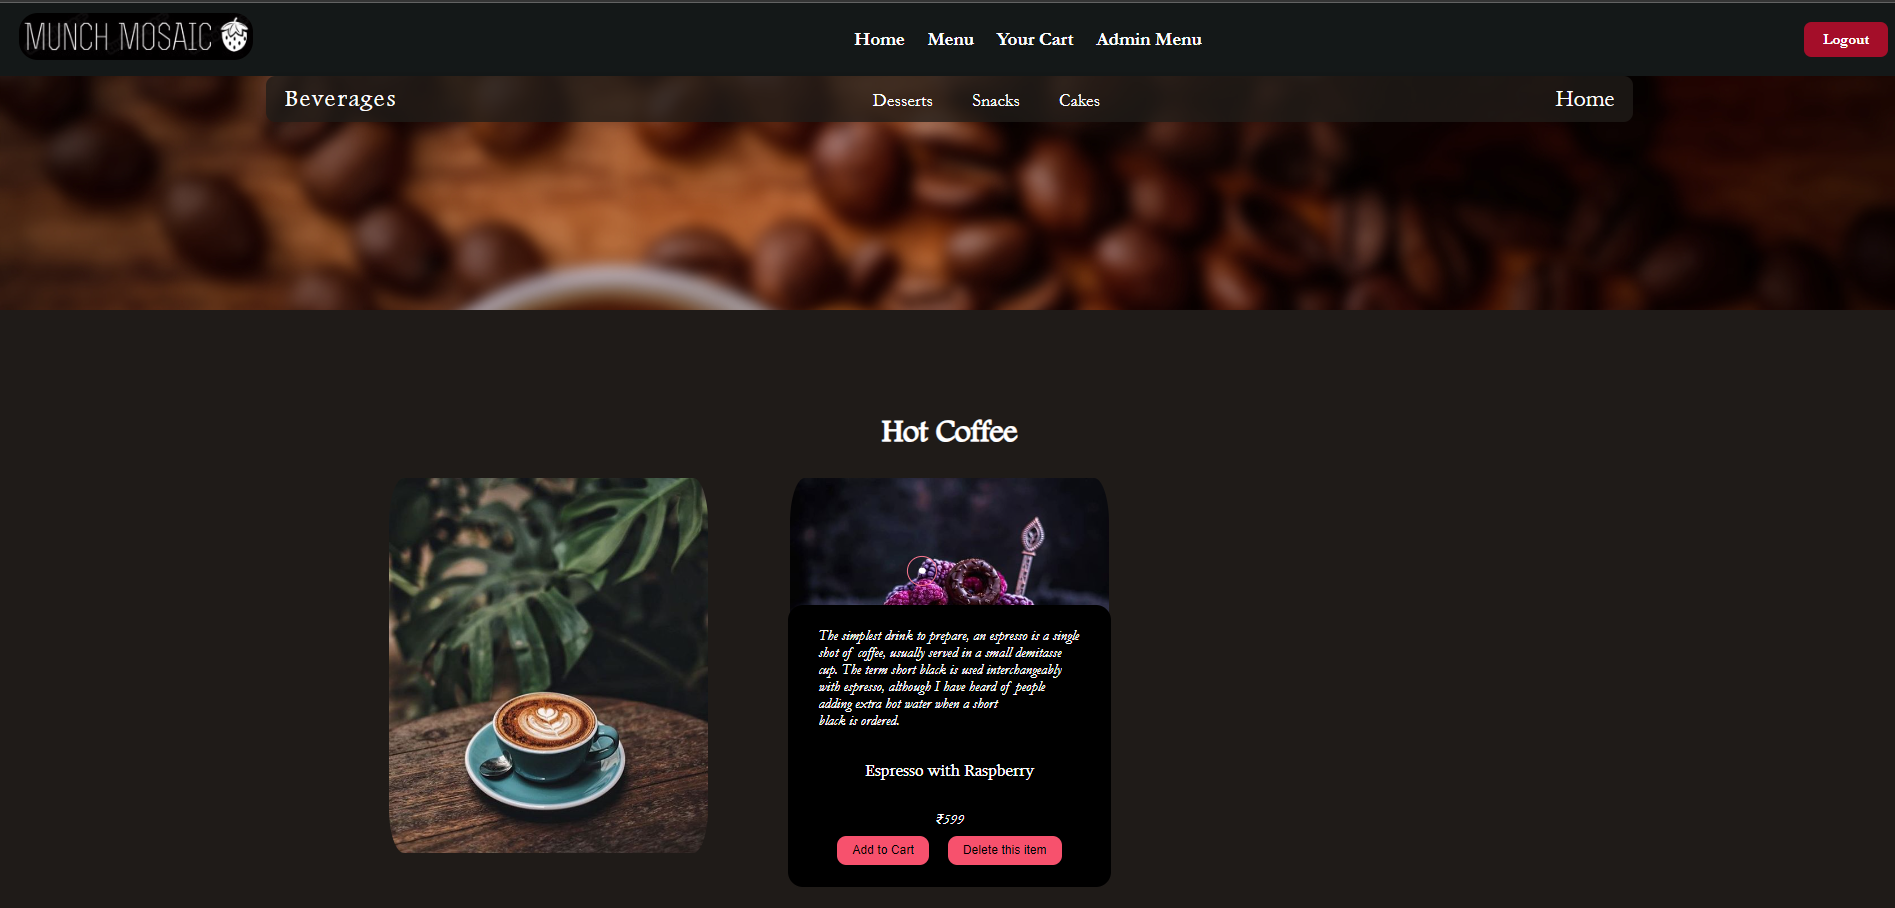 MUNCH MOSAIC
Home Menu Your Cart Admin Menu
Logout
Beverages
Desserts Snacks Cakes
Home
Hot Coffee
The simplest drink to prepare, an espresso is a single
shot of coffee, usually served in a small demitasse
cup. The term short black is used interchangeably
with espresso, although I have heard of people
adding extra hot water when a short
black is ordered.
Espresso with Raspberry
₹599
Add to Cart Delete this item